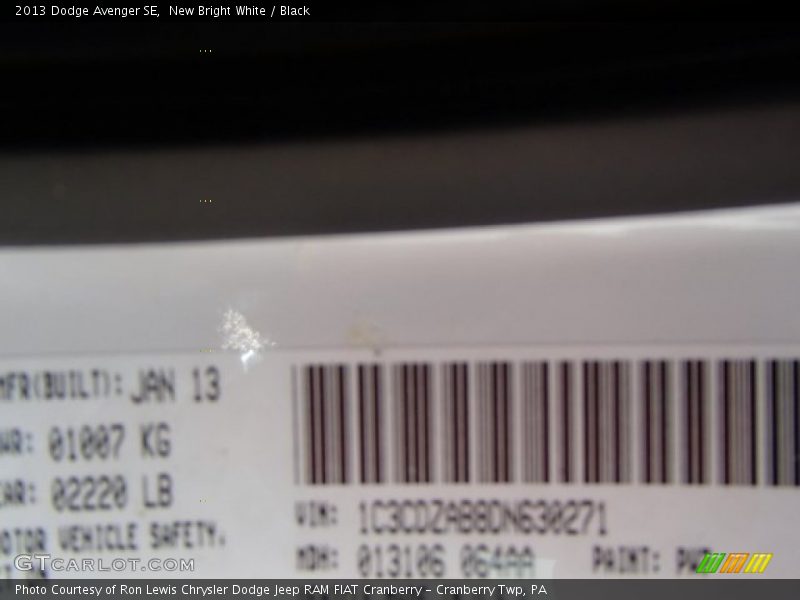 2013 Dodge Avenger SE, New Bright White / Black
MFR(BUILT): JAN 13
01007 KG
02220 LB
VEHICLE SAFETY.
VIN: 1C3CDZAB8DN630271
MDH: 013106 064AA PAINT: PW7
GTCARLOT.COM
Photo Courtesy of Ron Lewis Chrysler Dodge Jeep RAM FIAT Cranberry – Cranberry Twp, PA